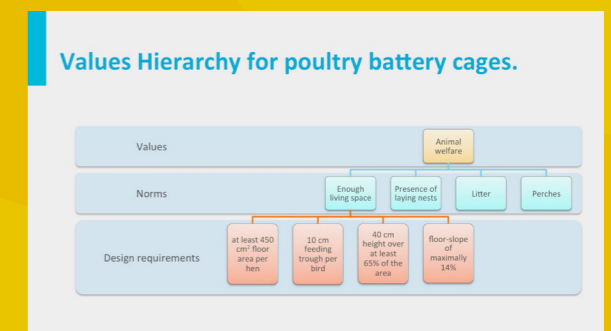 Values Hierarchy for poultry battery cages.
Values
Animal
welfare
Norms
Enough
living space
Presence of
laying nests
Litter
Perches
Design requirements
at least 450
cm² floor
area per
hen
10 cm
feeding
trough per
bird
40 cm
height over
at least
65% of the
area
floor-slope
of
maximally
14%